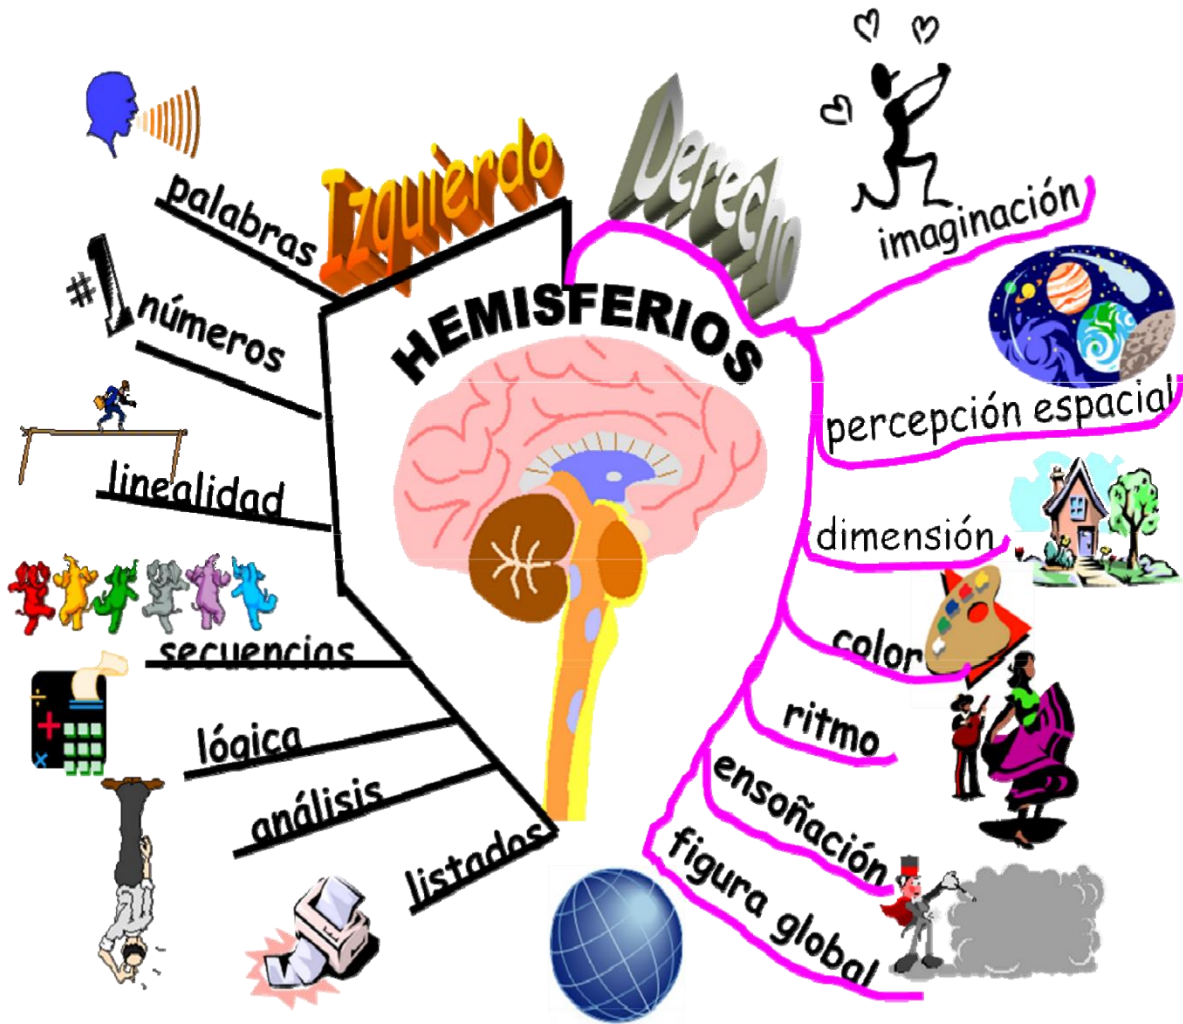 HEMISFERIOS
Izquierdo
palabras
#1
números
linealidad
secuencias
lógica
análisis
listados
Derecho
imaginación
percepción espacial
dimensión
color
ritmo
ensoñación
figura global